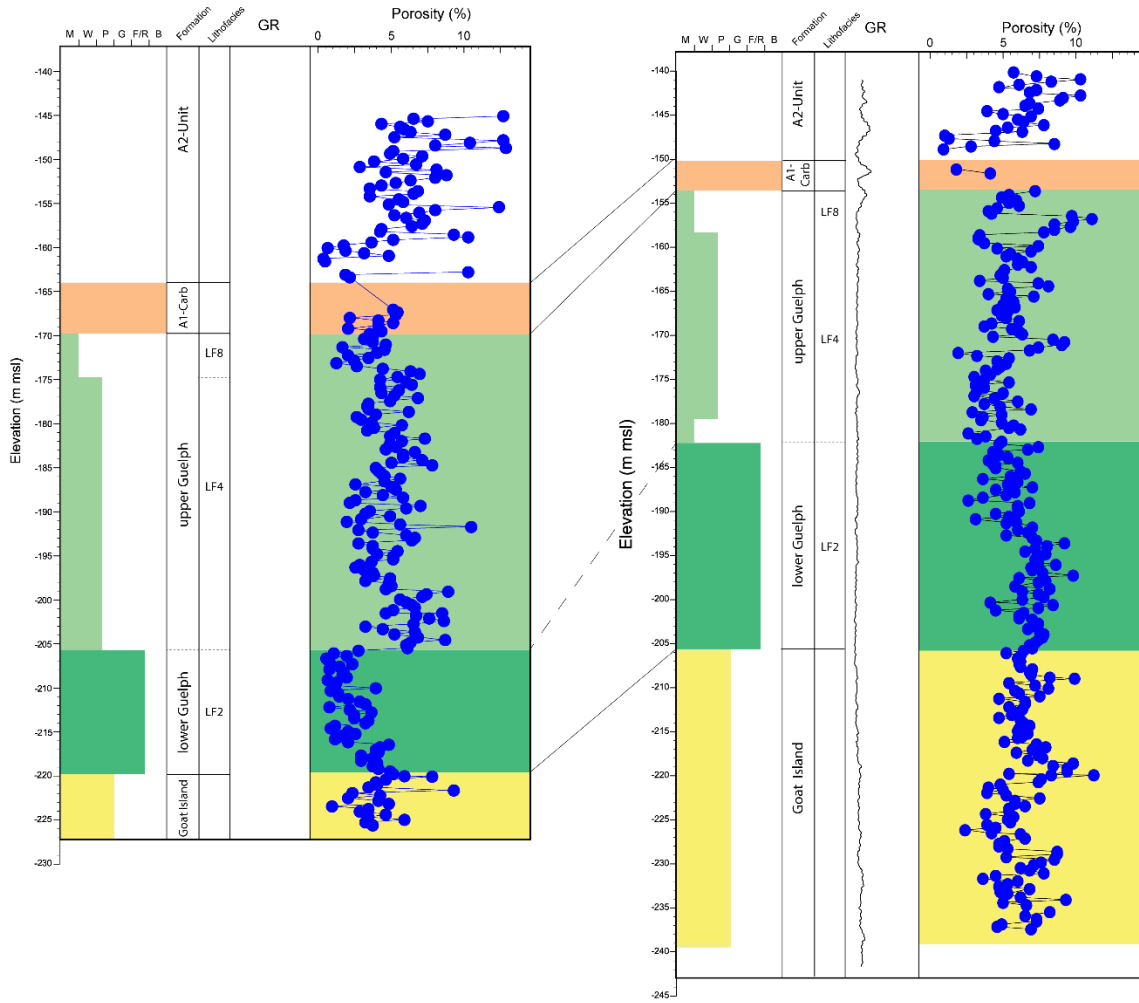 Porosity (%)
M W P G F/R B
Formation
Lithofacies
GR
0 5 10
Elevation (m msl)
-140
-145
-150
-155
-160
-165
-170
-175
-180
-185
-190
-195
-200
-205
-210
-215
-220
-225
-230
A2-Unit
A1-Carb
upper Guelph
lower Guelph
Goat Island
LF8
LF4
LF2
Porosity (%)
M W P G F/R B
Formation
Lithofacies
GR
0 5 10
Elevation (m msl)
-140
-145
-150
-155
-160
-165
-170
-175
-180
-185
-190
-195
-200
-205
-210
-215
-220
-225
-230
-235
-240
-245
A2-Unit
A1-
Carb
upper Guelph
lower Guelph
Goat Island
LF8
LF4
LF2